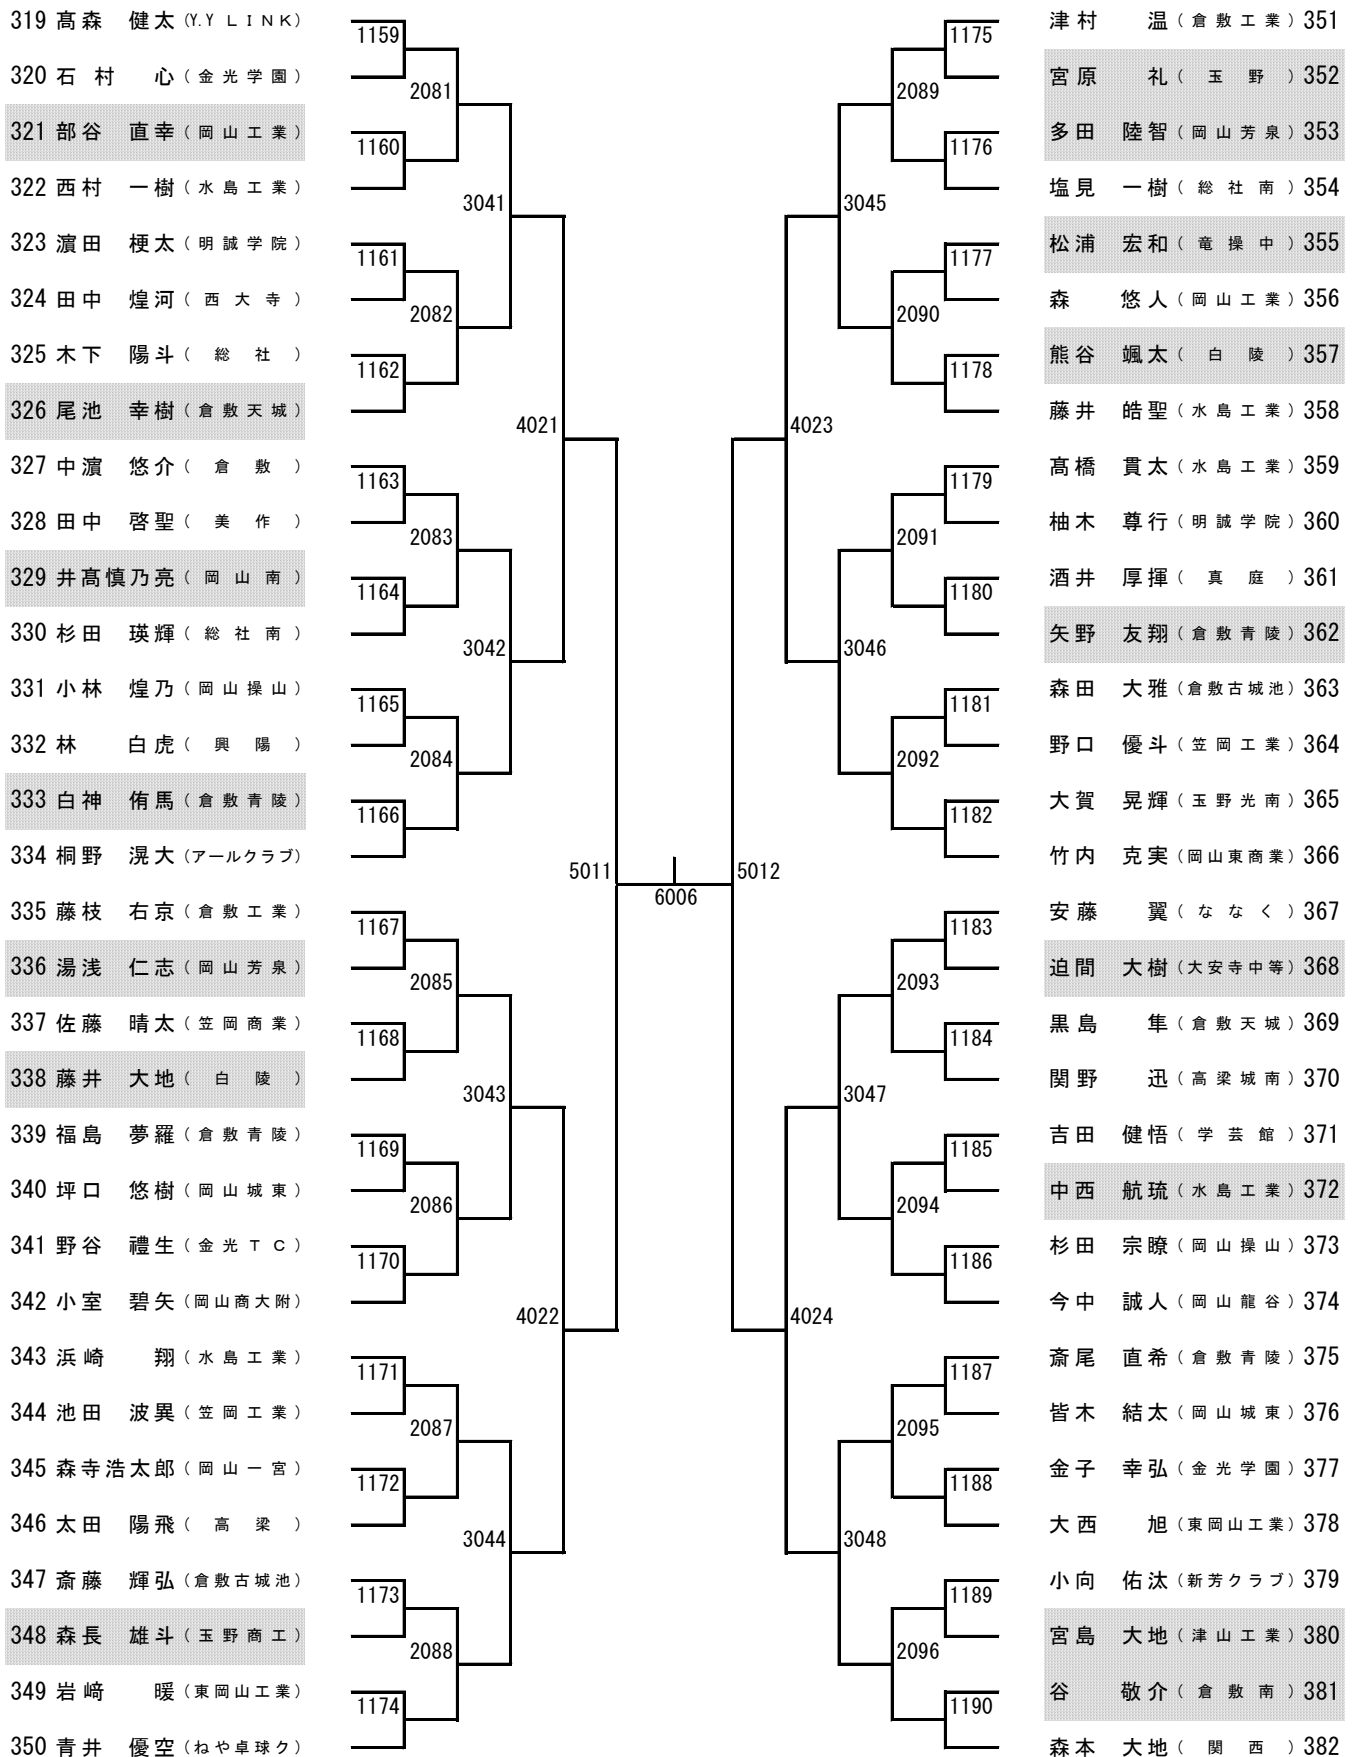 319 髙森 健太 (Y.Y LINK)
320 石村 心 (金光学園)
321 部谷 直幸 (岡山工業)
322 西村 一樹 (水島工業)
323 濵田 梗太 (明誠学院)
324 田中 煌河 (西大寺)
325 木下 陽斗 (総社)
326 尾池 幸樹 (倉敷天城)
327 中濵 悠介 (倉敷)
328 田中 啓聖 (美作)
329 井髙慎乃亮 (岡山南)
330 杉田 瑛輝 (総社南)
331 小林 煌乃 (岡山操山)
332 林 白虎 (興陽)
333 白神 侑馬 (倉敷青陵)
334 桐野 滉大 (アールクラブ)
335 藤枝 右京 (倉敷工業)
336 湯浅 仁志 (岡山芳泉)
337 佐藤 晴太 (笠岡商業)
338 藤井 大地 (白陵)
339 福島 夢羅 (倉敷青陵)
340 坪口 悠樹 (岡山城東)
341 野谷 禮生 (金光TC)
342 小室 碧矢 (岡山商大附)
343 浜崎 翔 (水島工業)
344 池田 波異 (笠岡工業)
345 森寺浩太郎 (岡山一宮)
346 太田 陽飛 (高梁)
347 斎藤 輝弘 (倉敷古城池)
348 森長 雄斗 (玉野商工)
349 岩﨑 暖 (東岡山工業)
350 青井 優空 (ねや卓球ク)
1159
1160
1161
1162
1163
1164
1165
1166
1167
1168
1169
1170
1171
1172
1173
1174
2081
2082
2083
2084
2085
2086
2087
2088
3041
3042
3043
3044
4021
4022
5011
6006
5012
4023
4024
3045
3046
3047
3048
2089
2090
2091
2092
2093
2094
2095
2096
1175
1176
1177
1178
1179
1180
1181
1182
1183
1184
1185
1186
1187
1188
1189
1190
津村 温 (倉敷工業) 351
宮原 礼 (玉野) 352
多田 陸智 (岡山芳泉) 353
塩見 一樹 (総社南) 354
松浦 宏和 (竜操中) 355
森 悠人 (岡山工業) 356
熊谷 颯太 (白陵) 357
藤井 皓聖 (水島工業) 358
髙橋 貫太 (水島工業) 359
柚木 尊行 (明誠学院) 360
酒井 厚揮 (真庭) 361
矢野 友翔 (倉敷青陵) 362
森田 大雅 (倉敷古城池) 363
野口 優斗 (笠岡工業) 364
大賀 晃輝 (玉野光南) 365
竹内 克実 (岡山東商業) 366
安藤 翼 (ななく) 367
迫間 大樹 (大安寺中等) 368
黒島 隼 (倉敷天城) 369
関野 迅 (高梁城南) 370
吉田 健悟 (学芸館) 371
中西 航琉 (水島工業) 372
杉田 宗瞭 (岡山操山) 373
今中 誠人 (岡山龍谷) 374
斎尾 直希 (倉敷青陵) 375
皆木 結太 (岡山城東) 376
金子 幸弘 (金光学園) 377
大西 旭 (東岡山工業) 378
小向 佑汰 (新芳クラブ) 379
宮島 大地 (津山工業) 380
谷 敬介 (倉敷南) 381
森本 大地 (関西) 382